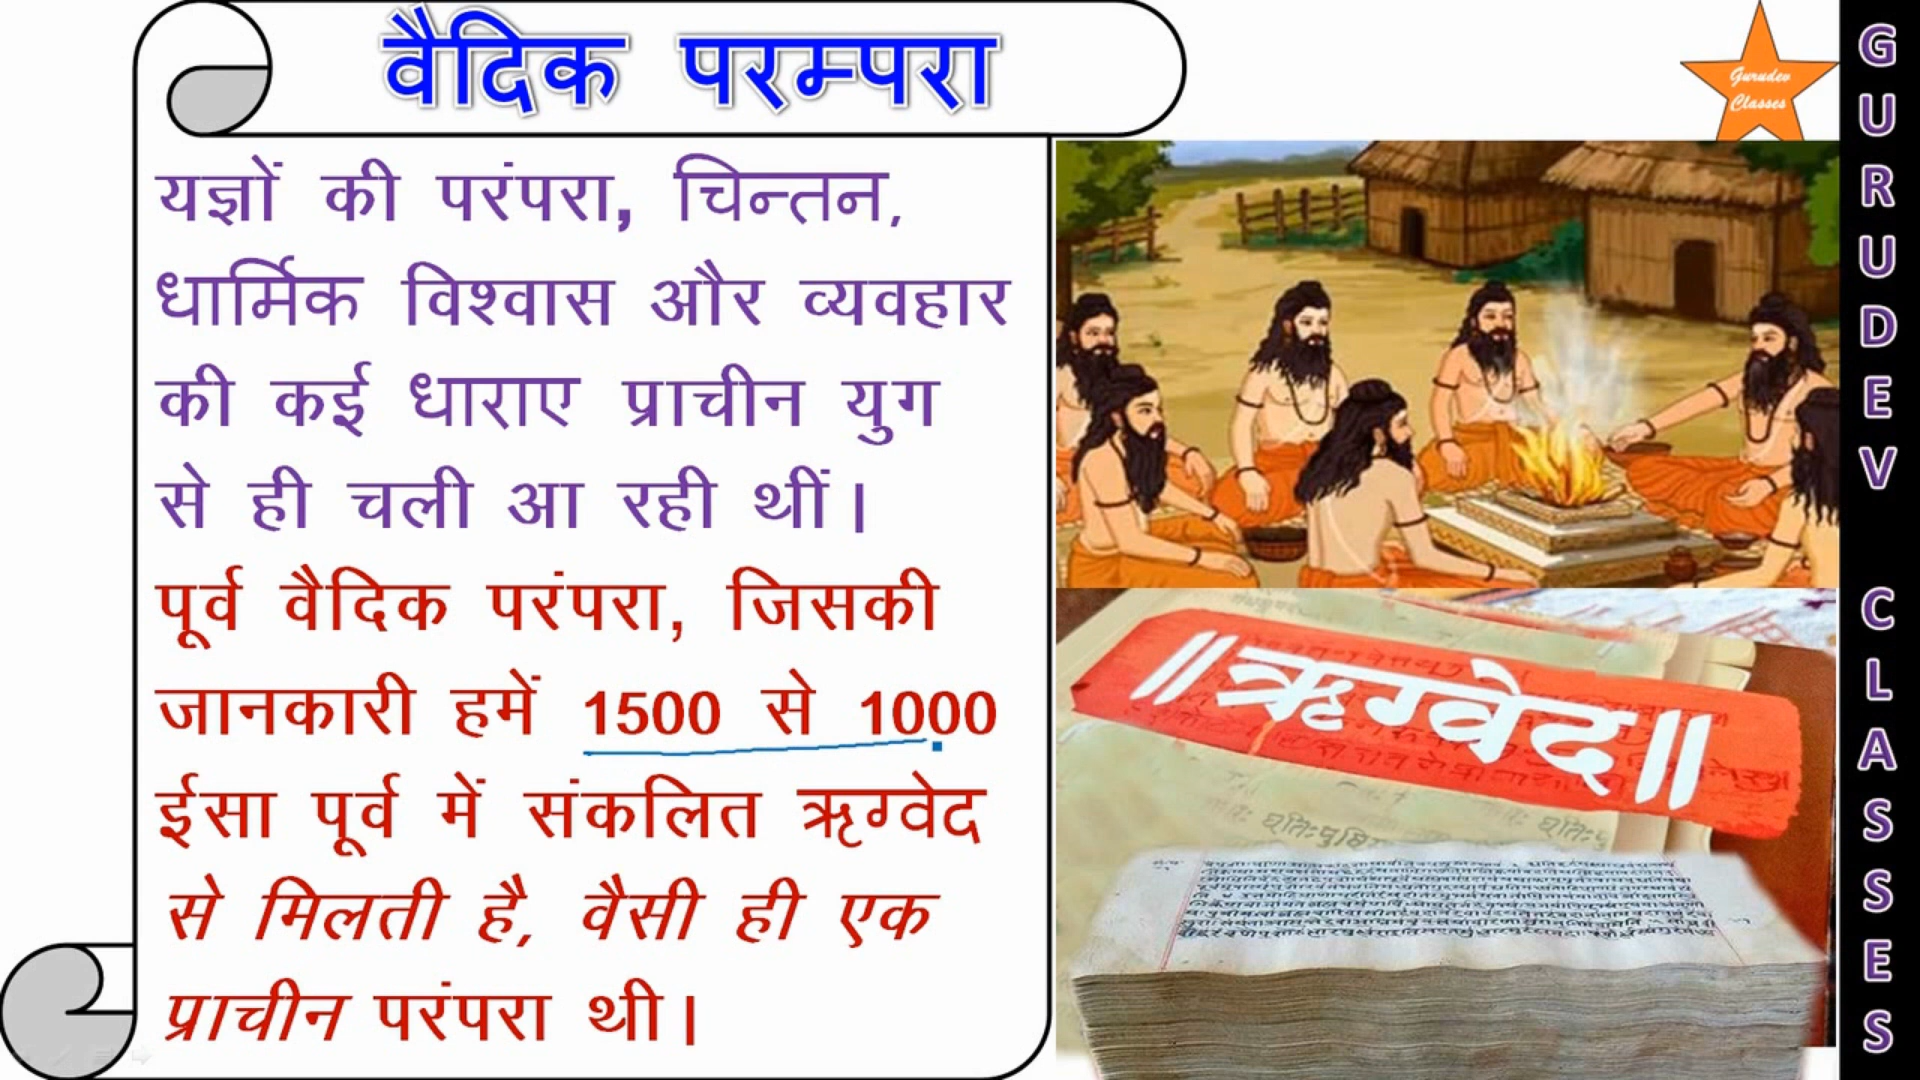 वैदिक परम्परा
Gurudev
Classes
यज्ञों की परंपरा, चिन्तन,
धार्मिक विश्वास और व्यवहार
की कई धाराए प्राचीन युग
से ही चली आ रही थीं।
पूर्व वैदिक परंपरा, जिसकी
जानकारी हमें 1500 से 1000
ईसा पूर्व में संकलित ऋग्वेद
से मिलती है, वैसी ही एक
प्राचीन परंपरा थी।
॥ऋग्वेद॥
GURUDEV CLASSES